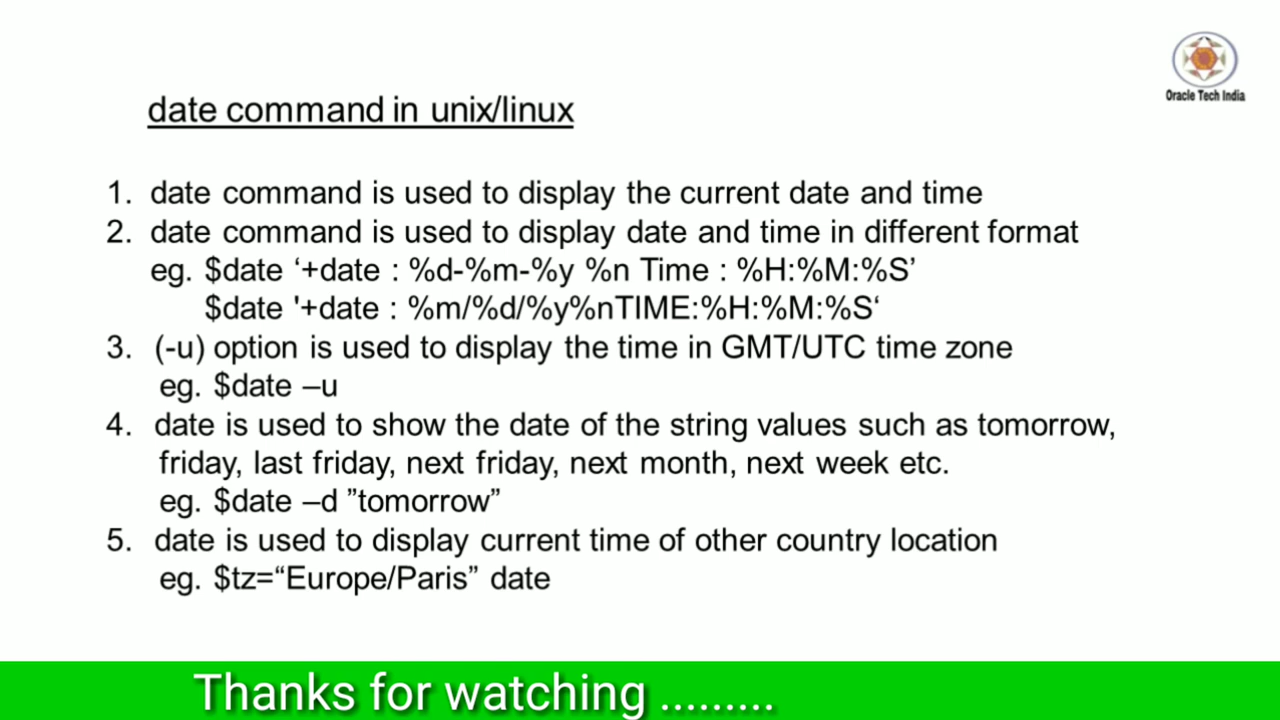 Oracle Tech India
date command in unix/linux
1. date command is used to display the current date and time
2. date command is used to display date and time in different format
eg. $date ‘+date : %d-%m-%y %n Time : %H:%M:%S’
$date '+date : %m/%d/%y%nTIME:%H:%M:%S‘
3. (-u) option is used to display the time in GMT/UTC time zone
eg. $date –u
4. date is used to show the date of the string values such as tomorrow,
friday, last friday, next friday, next month, next week etc.
eg. $date –d ”tomorrow”
5. date is used to display current time of other country location
eg. $tz=“Europe/Paris” date
Thanks for watching .........